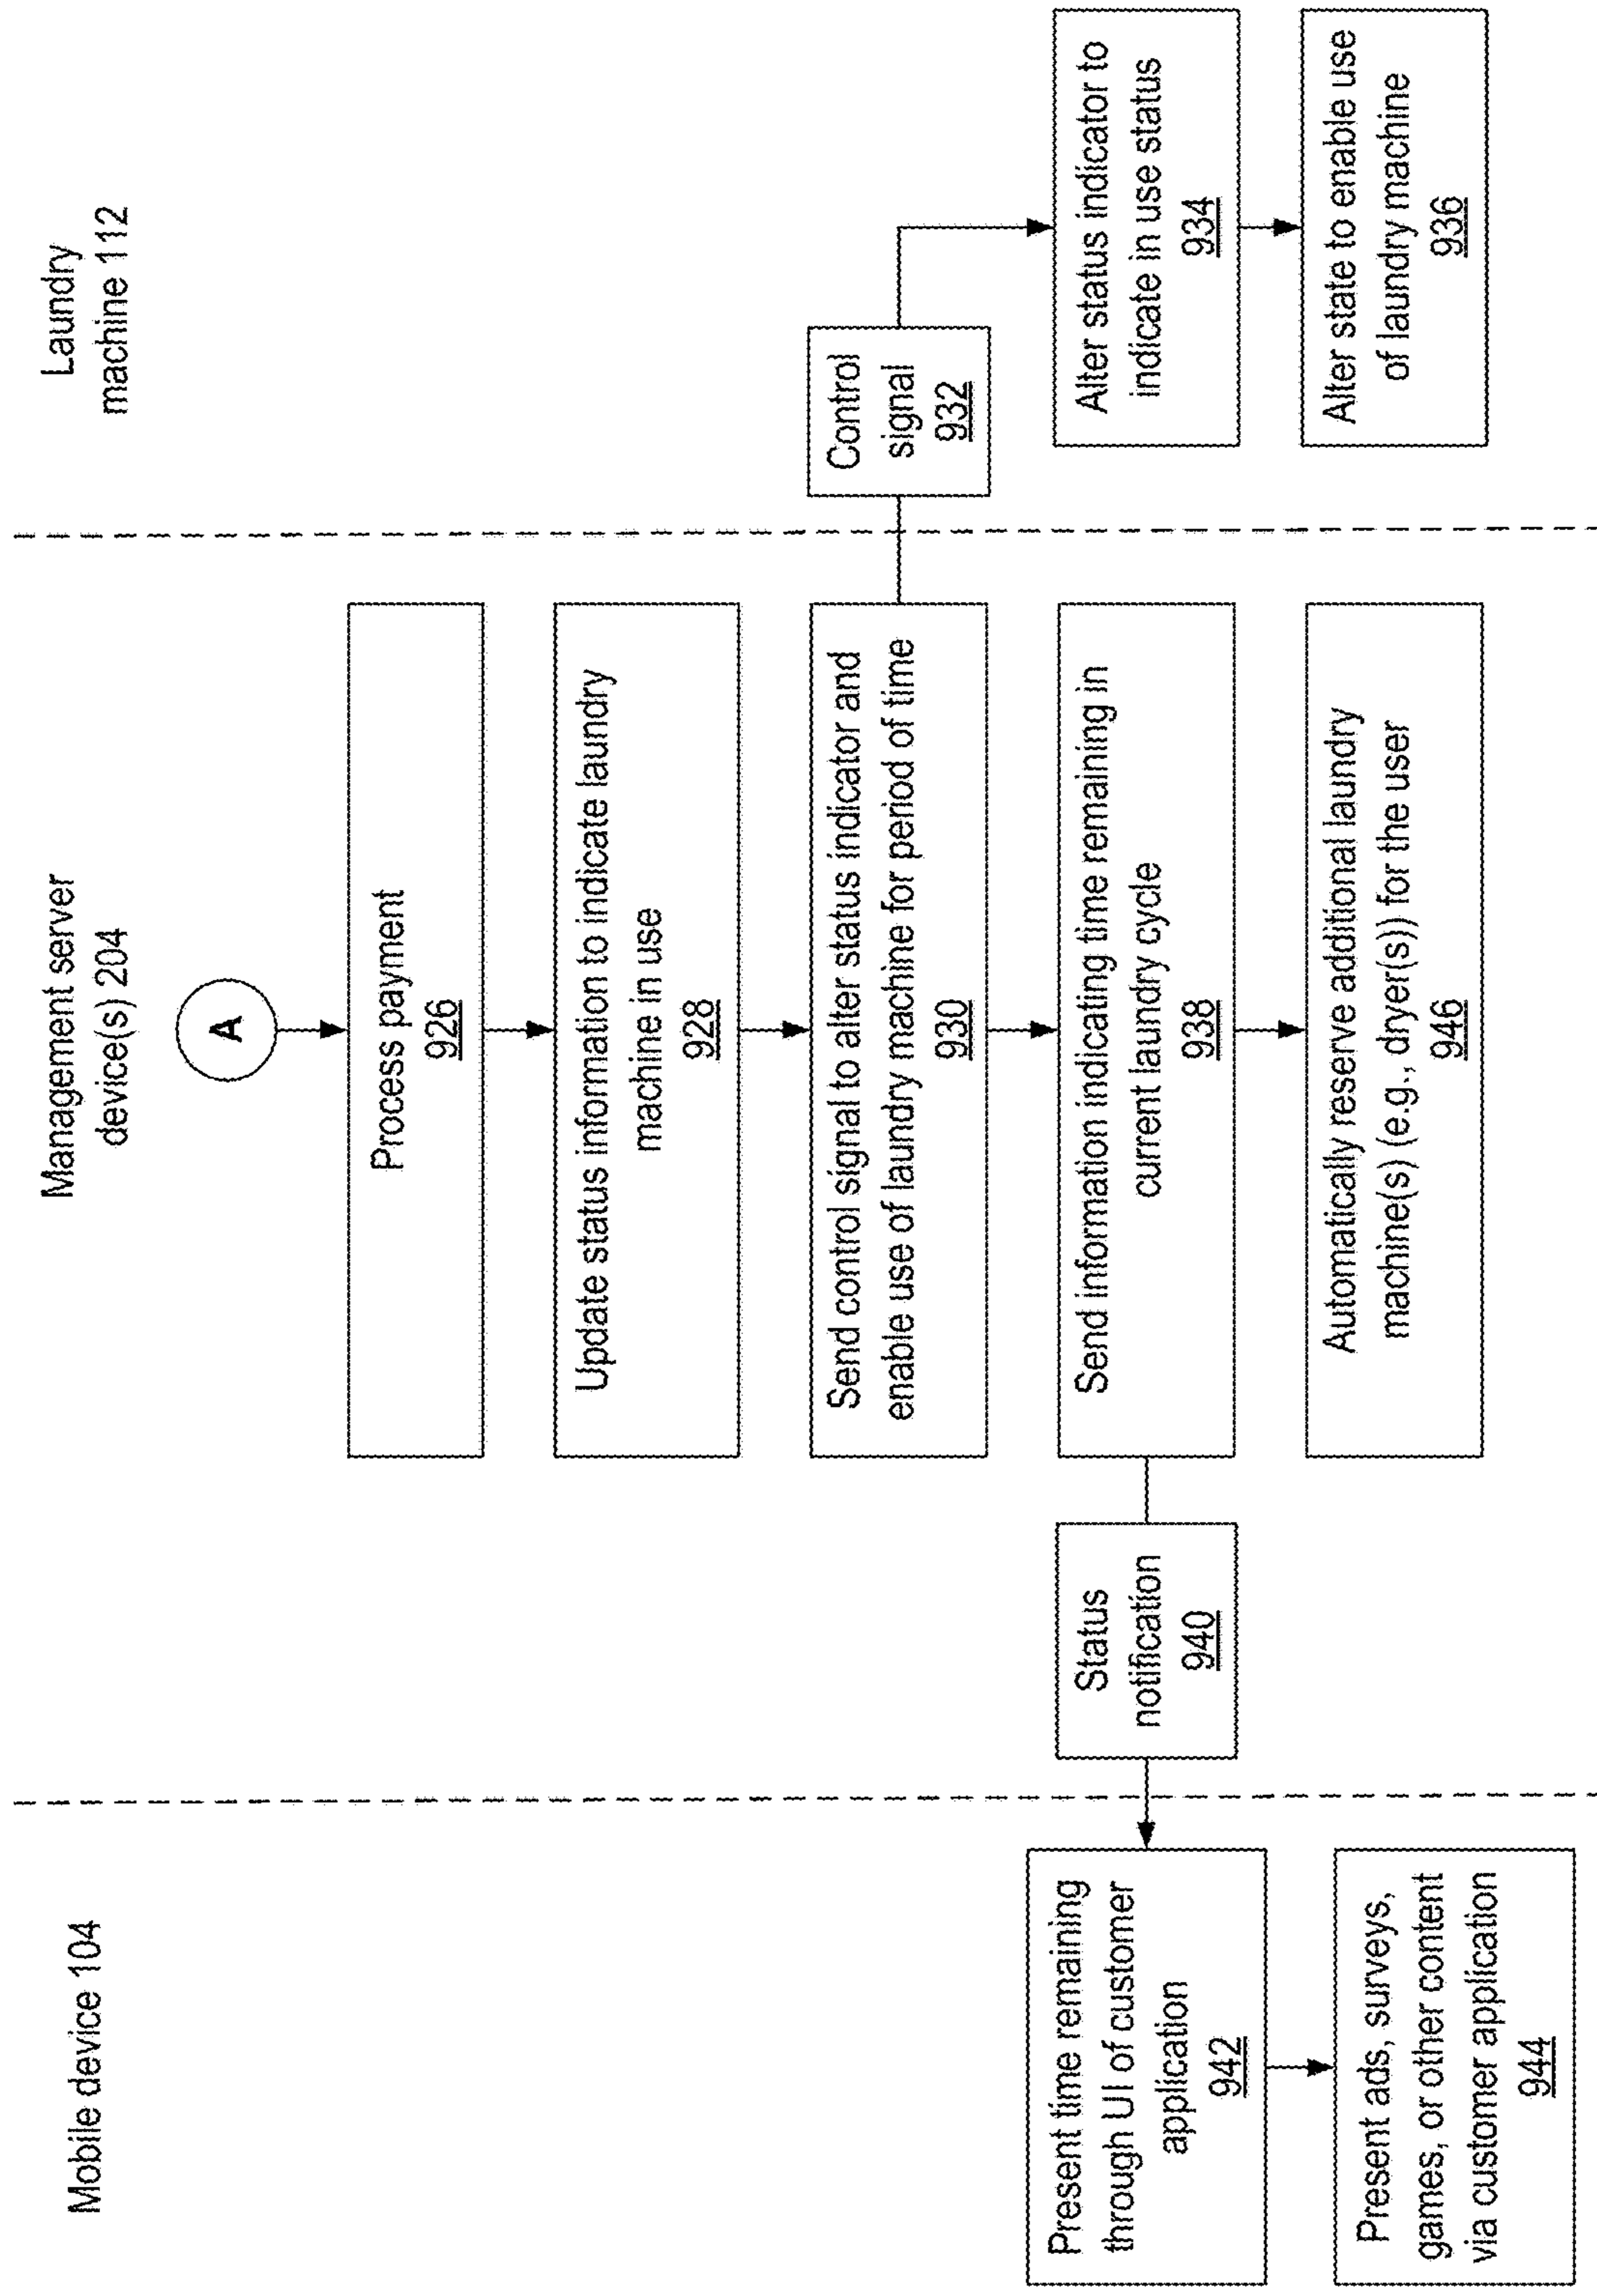 Mobile device 104
Management server
device(s) 204
Laundry
machine 112
A
Process payment
926
Update status information to indicate laundry
machine in use
928
Send control signal to alter status indicator and
enable use of laundry machine for period of time
930
Control
signal
932
Alter status indicator to
indicate in use status
934
Alter state to enable use
of laundry machine
936
Send information indicating time remaining in
current laundry cycle
938
Status
notification
940
Present time remaining
through UI of customer
application
942
Present ads, surveys,
games, or other content
via customer application
944
Automatically reserve additional laundry
machine(s) (e.g., dryer(s)) for the user
946